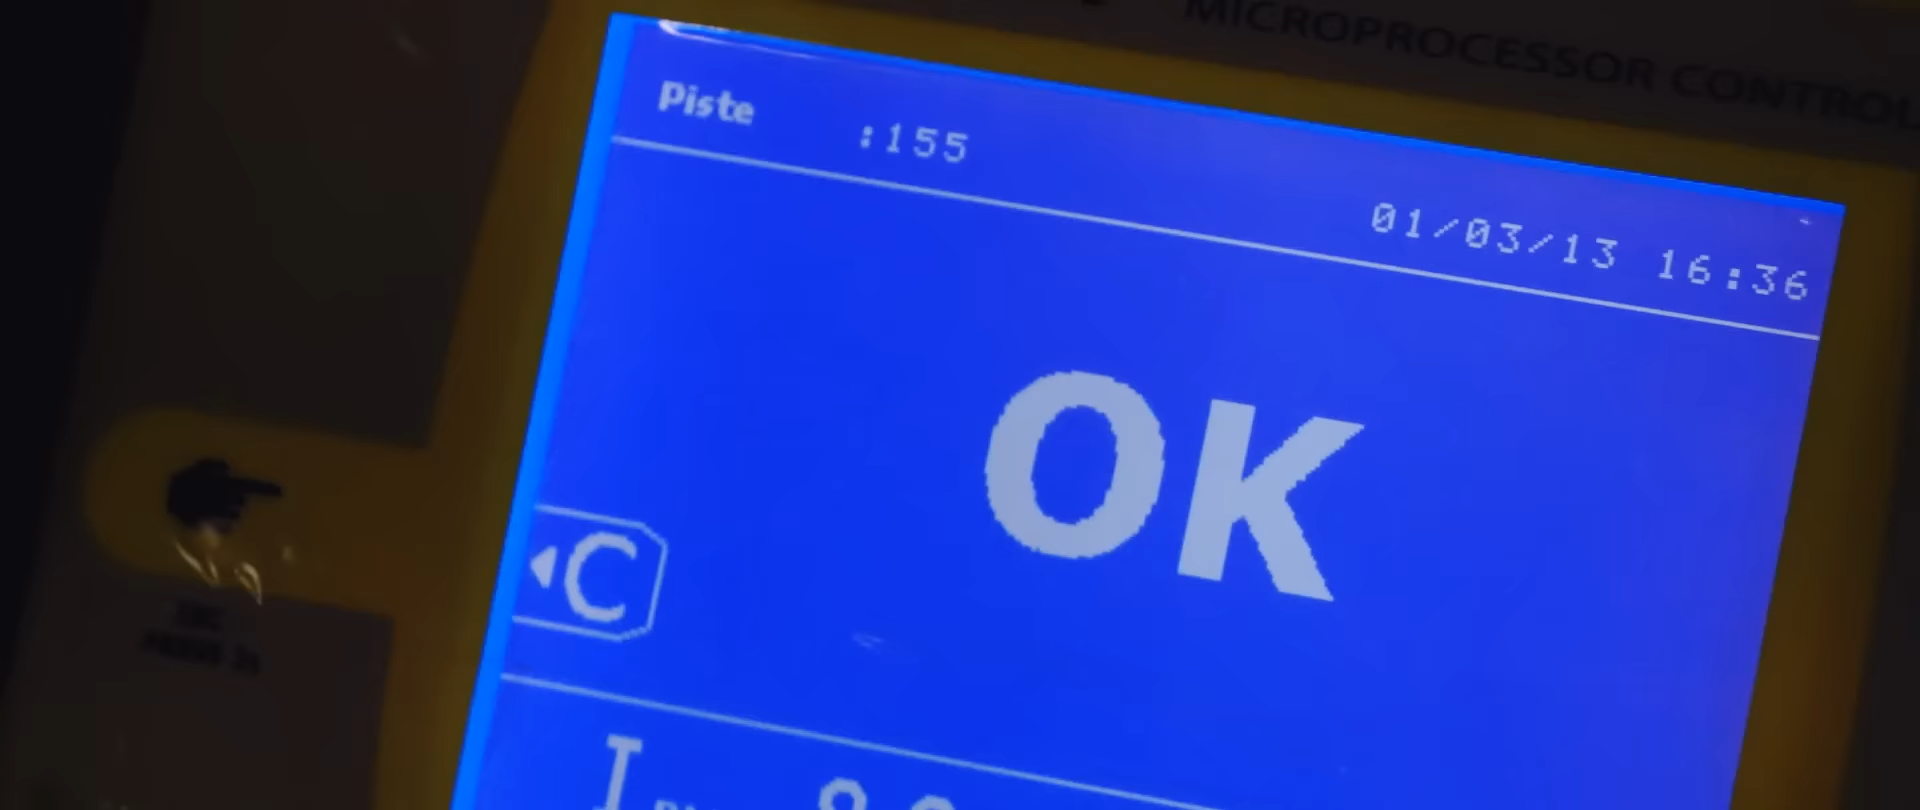 MICROPROCESSOR CONTROL
Piste :155
01/03/13 16:36
OK
C
I